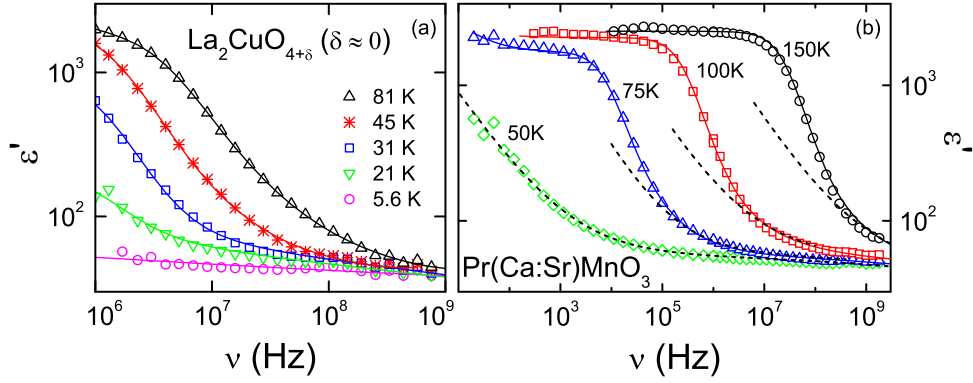 (a)
La₂CuO₄₊δ (δ ≈ 0)
81 K
45 K
31 K
21 K
5.6 K
ε'
10³
10²
10⁶ 10⁷ 10⁸ 10⁹
ν (Hz)
(b)
150K
100K
75K
50K
Pr(Ca:Sr)MnO₃
10³
10²
ε'
10³ 10⁵ 10⁷ 10⁹
ν (Hz)